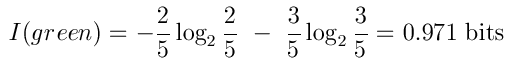 I(green) = −2/5 log₂ 2/5 − 3/5 log₂ 3/5 = 0.971 bits